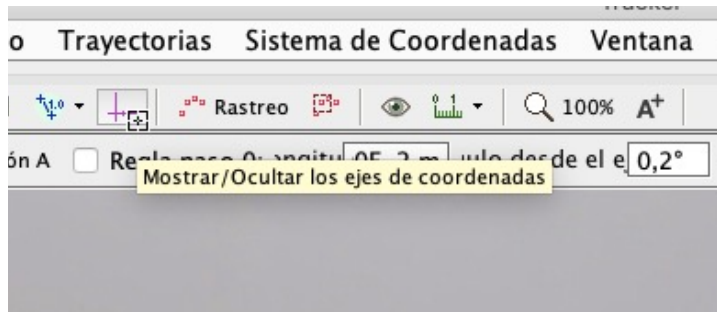 o Trayectorias Sistema de Coordenadas Ventana
Rastreo 100% A+
ón A Regla paso 0: 0,2°
desde el e
Mostrar/Ocultar los ejes de coordenadas